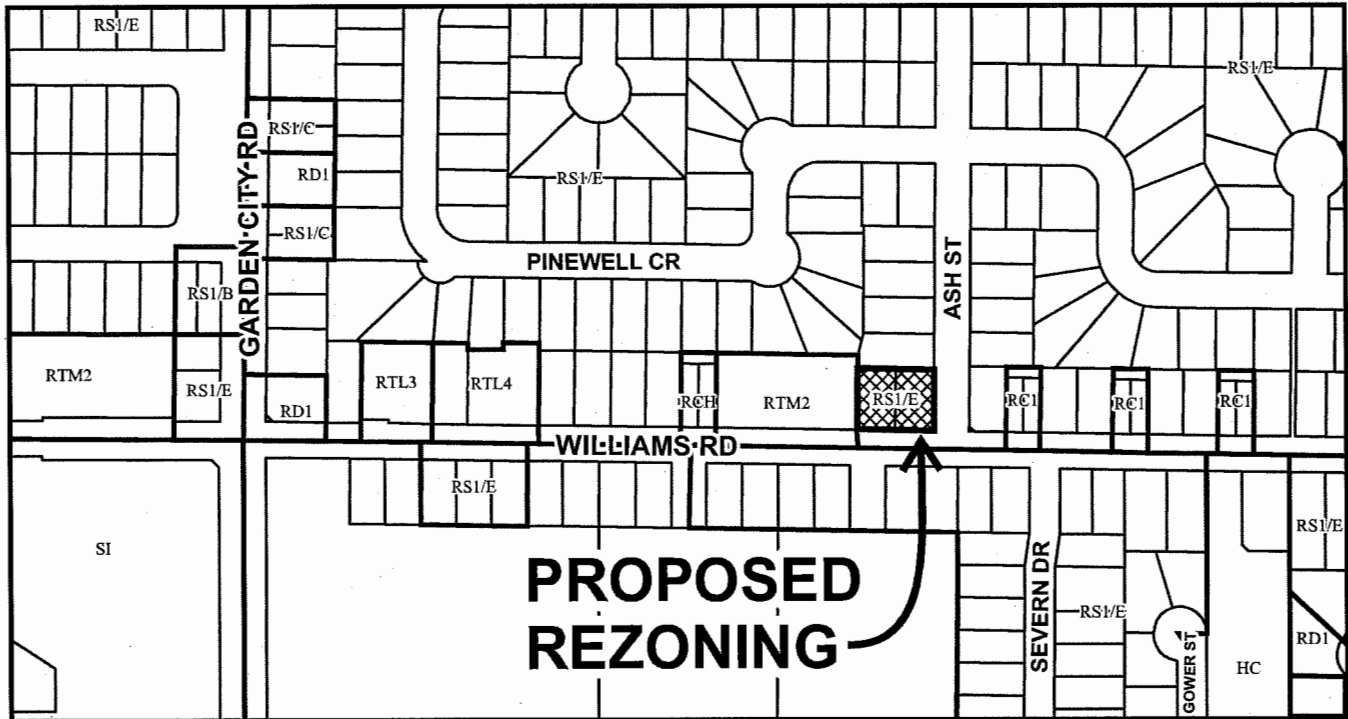 RS1/E
RS1/E
RS1/C
RD1
RS1/E
RS1/C
GARDEN CITY RD
PINEWELL CR
ASH ST
RS1/B
RTM2
RS1/E
RD1
RTL3
RTL4
RCH
RTM2
RS1/E
RC1
RC1
RC1
WILLIAMS RD
RS1/E
SI
PROPOSED
REZONING
SEVERN DR
RS1/E
GOWER ST
HC
RS1/E
RD1